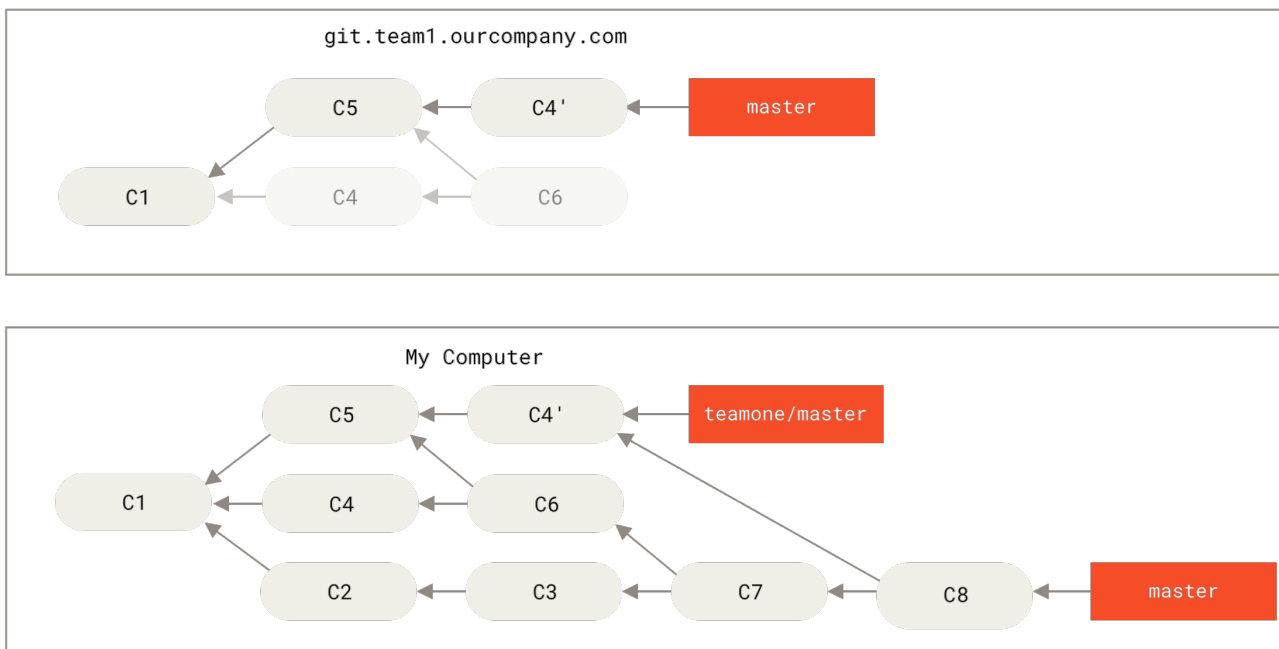 git.team1.ourcompany.com
C5 C4' master
C1 C4 C6
My Computer
C5 C4' teamone/master
C1 C4 C6
C2 C3 C7 C8 master